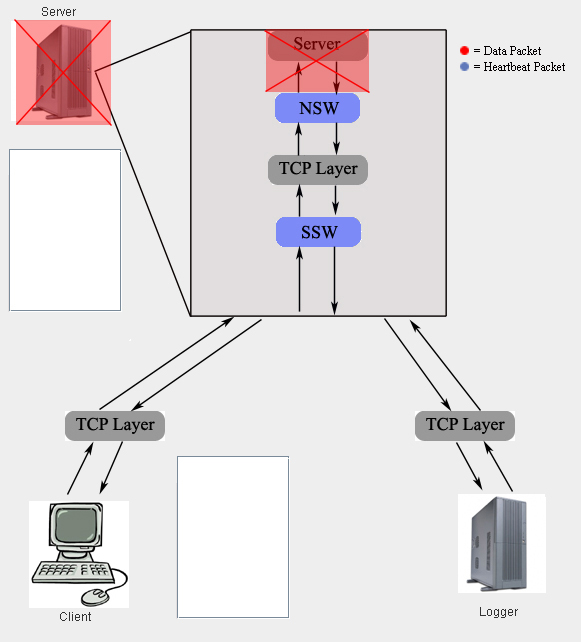 Server
Server
= Data Packet
= Heartbeat Packet
NSW
TCP Layer
SSW
TCP Layer
TCP Layer
Client
Logger